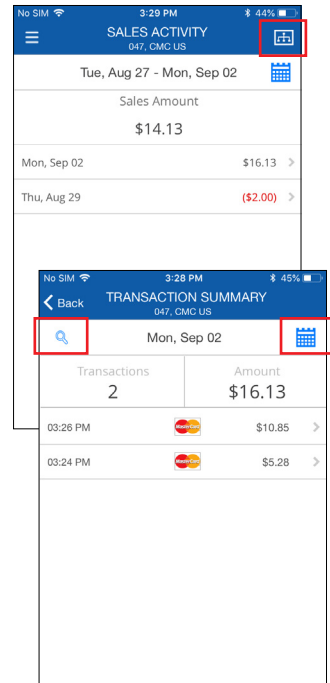 No SIM 3:29 PM 44%
SALES ACTIVITY
047, CMC US
Tue, Aug 27 - Mon, Sep 02
Sales Amount
$14.13
Mon, Sep 02 $16.13
Thu, Aug 29 ($2.00)
No SIM 3:28 PM 45%
Back TRANSACTION SUMMARY
047, CMC US
Mon, Sep 02
Transactions Amount
2 $16.13
03:26 PM MasterCard $10.85
03:24 PM MasterCard $5.28